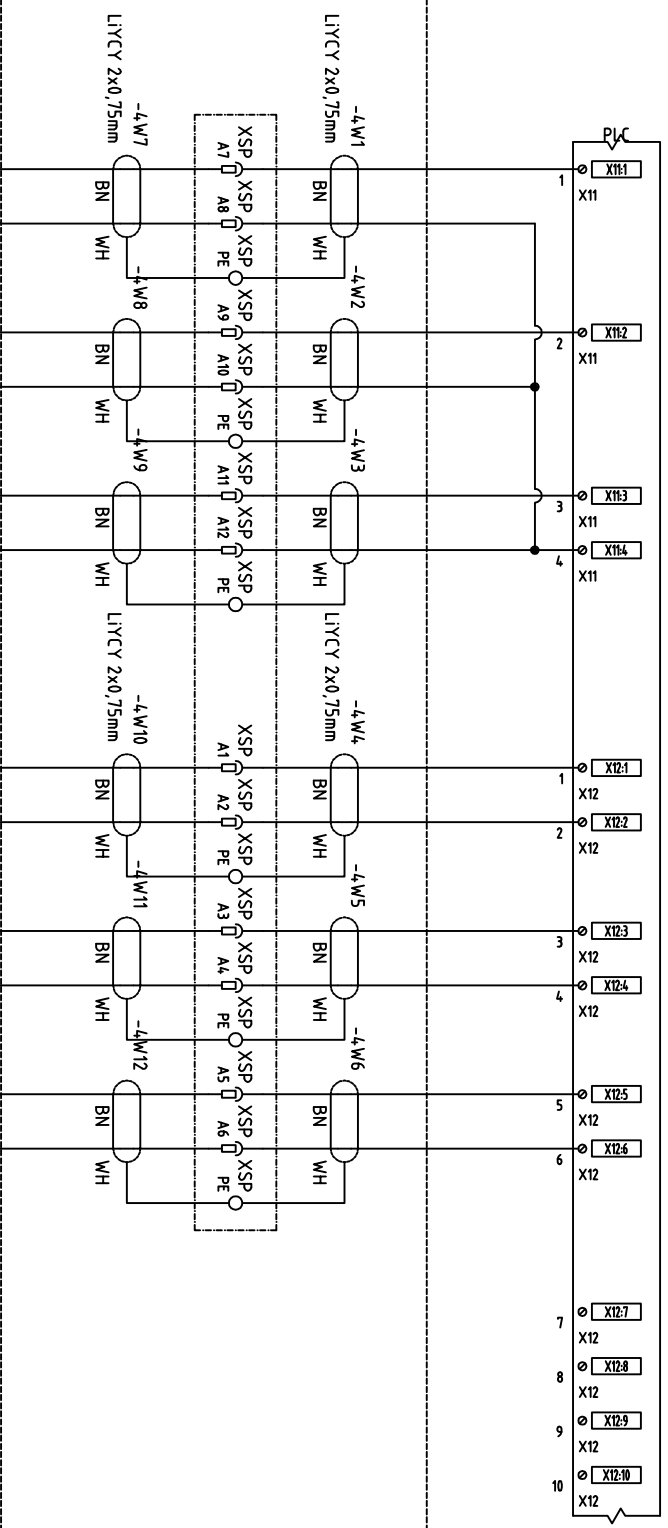 LiYCY 2x0,75mm
-4W7
LiYCY 2x0,75mm
-4W1
PLC
XSP
A7
1
X11:1
X11
BN
BN
XSP
A8
WH
WH
XSP
PE
-4W8
-4W2
XSP
A9
2
X11:2
X11
BN
BN
XSP
A10
WH
WH
XSP
PE
-4W9
-4W3
XSP
A11
3
X11:3
X11
BN
BN
XSP
A12
4
X11:4
X11
WH
WH
XSP
PE
LiYCY 2x0,75mm
-4W10
LiYCY 2x0,75mm
-4W4
XSP
A1
1
X12:1
X12
BN
BN
XSP
A2
2
X12:2
X12
WH
WH
XSP
PE
-4W11
-4W5
XSP
A3
3
X12:3
X12
BN
BN
XSP
A4
4
X12:4
X12
WH
WH
XSP
PE
-4W12
-4W6
XSP
A5
5
X12:5
X12
BN
BN
XSP
A6
6
X12:6
X12
WH
WH
XSP
PE
7
X12:7
X12
8
X12:8
X12
9
X12:9
X12
10
X12:10
X12